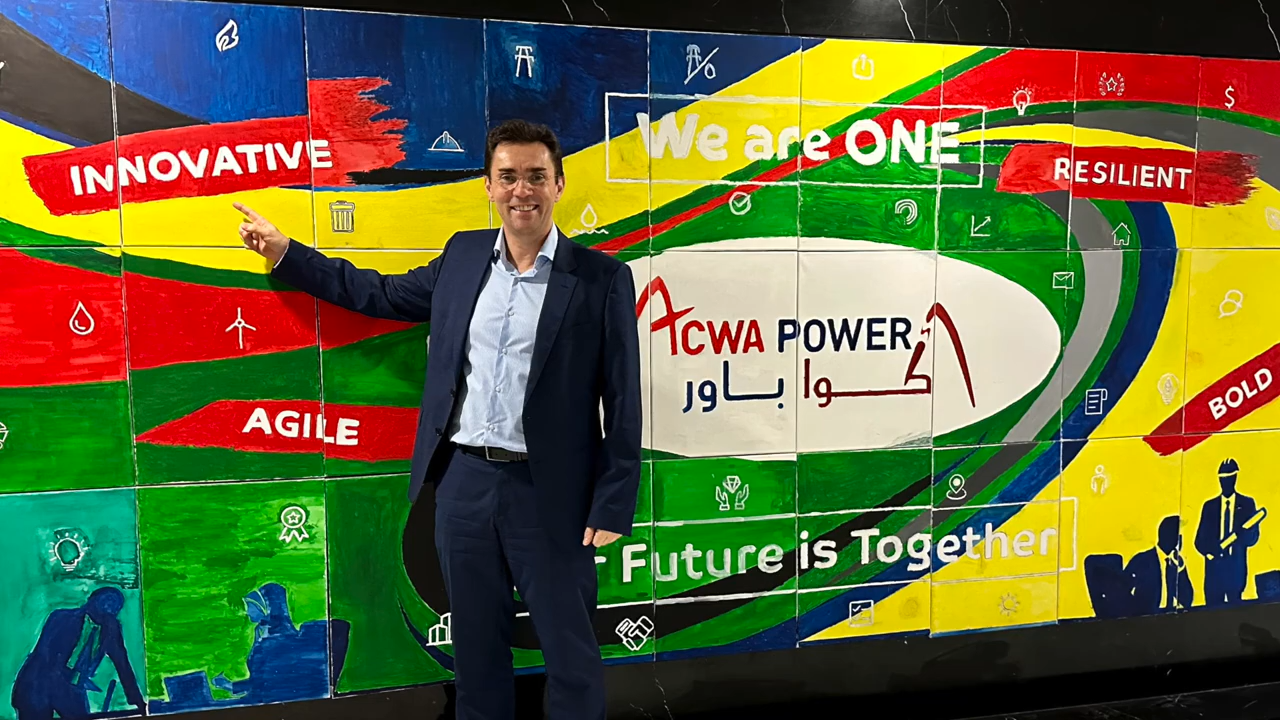 INNOVATIVE
We are ONE
RESILIENT
$
ACWA POWER
أكوا باور
AGILE
BOLD
r Future is Together